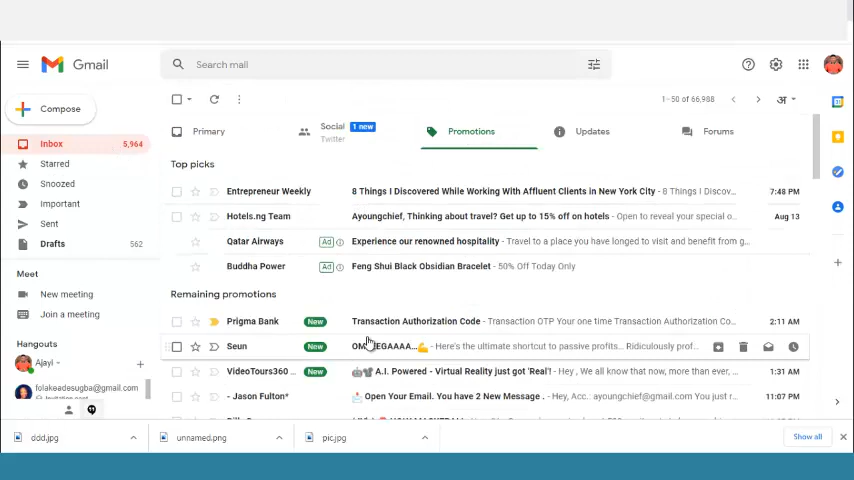 Gmail
Search mail
1–50 of 66,988
अ
Compose
Inbox 5,964
Starred
Snoozed
Important
Sent
Drafts 562
Meet
New meeting
Join a meeting
Hangouts
Ajayi
folakeadesugba@gmail.com
Primary
Social 1 new
Twitter
Promotions
Updates
Forums
Top picks
Entrepreneur Weekly 8 Things I Discovered While Working With Affluent Clients in New York City - 8 Things I Discov... 7:48 PM
Hotels.ng Team Ayoungchief, Thinking about travel? Get up to 15% off on hotels - Open to reveal your special o... Aug 13
Qatar Airways Ad Experience our renowned hospitality - Travel to a place you have longed to visit and benefit from g...
Buddha Power Ad Feng Shui Black Obsidian Bracelet - 50% Off Today Only
Remaining promotions
Prigma Bank New Transaction Authorization Code - Transaction OTP Your one time Transaction Authorization Co... 2:11 AM
Seun New EGAAAA...💪 - Here's the ultimate shortcut to passive profits... Ridiculously prof...
VideoTours360 ... New 🤖📽 A.I. Powered - Virtual Reality just got 'Real'! - Hey , We all know that now, more than ever, ... 1:31 AM
- Jason Fulton* 📩 Open Your Email. You have 2 New Message . - Hey, Acc.. ayoungchief@gmail.com You just r... 11:07 PM
ddd.jpg
unnamed.png
pic.jpg
Show all